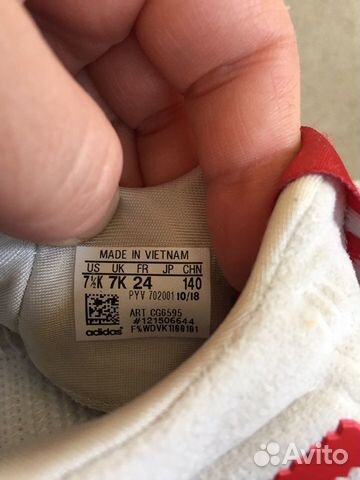 MADE IN VIETNAM
US UK FR JP CHN
7½K 7K 24 140
PYV 702001 10/18
ART CG6595
#121506644
adidas F%WDVK1180101
Avito